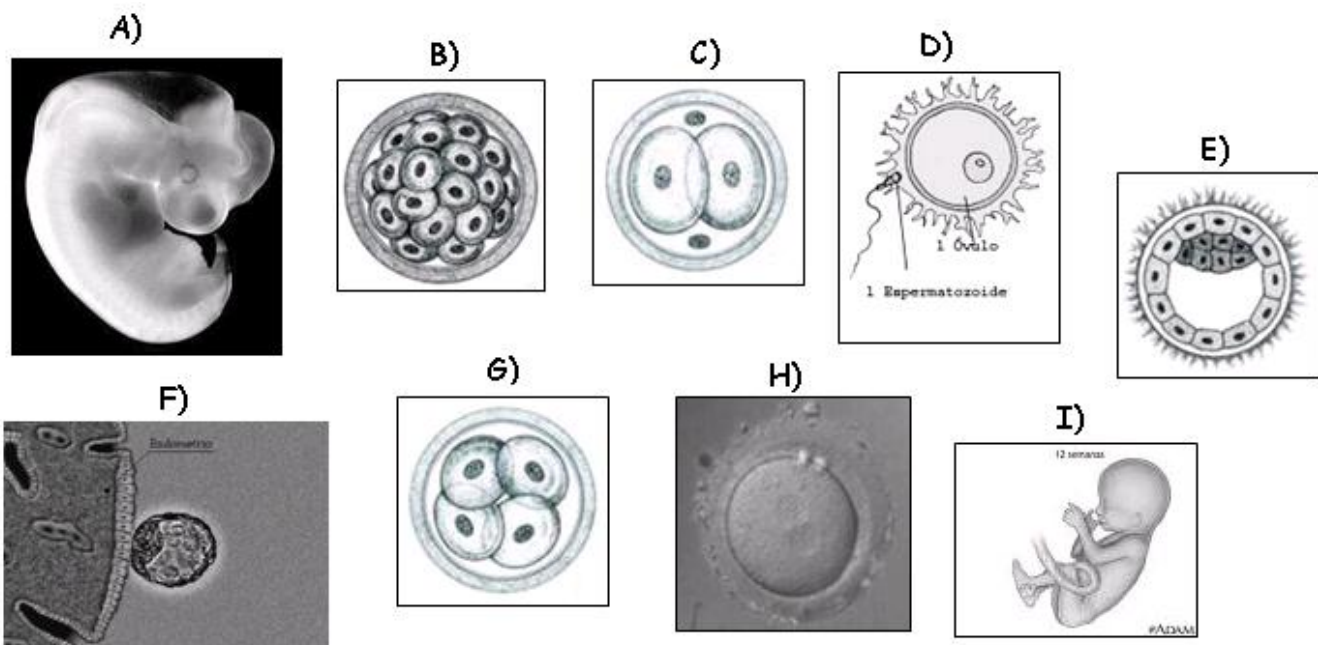 A)
B)
C)
D)
1 Óvulo
1 Espermatozoide
E)
F)
Endometrio
G)
H)
I)
12 semanas
ADAM